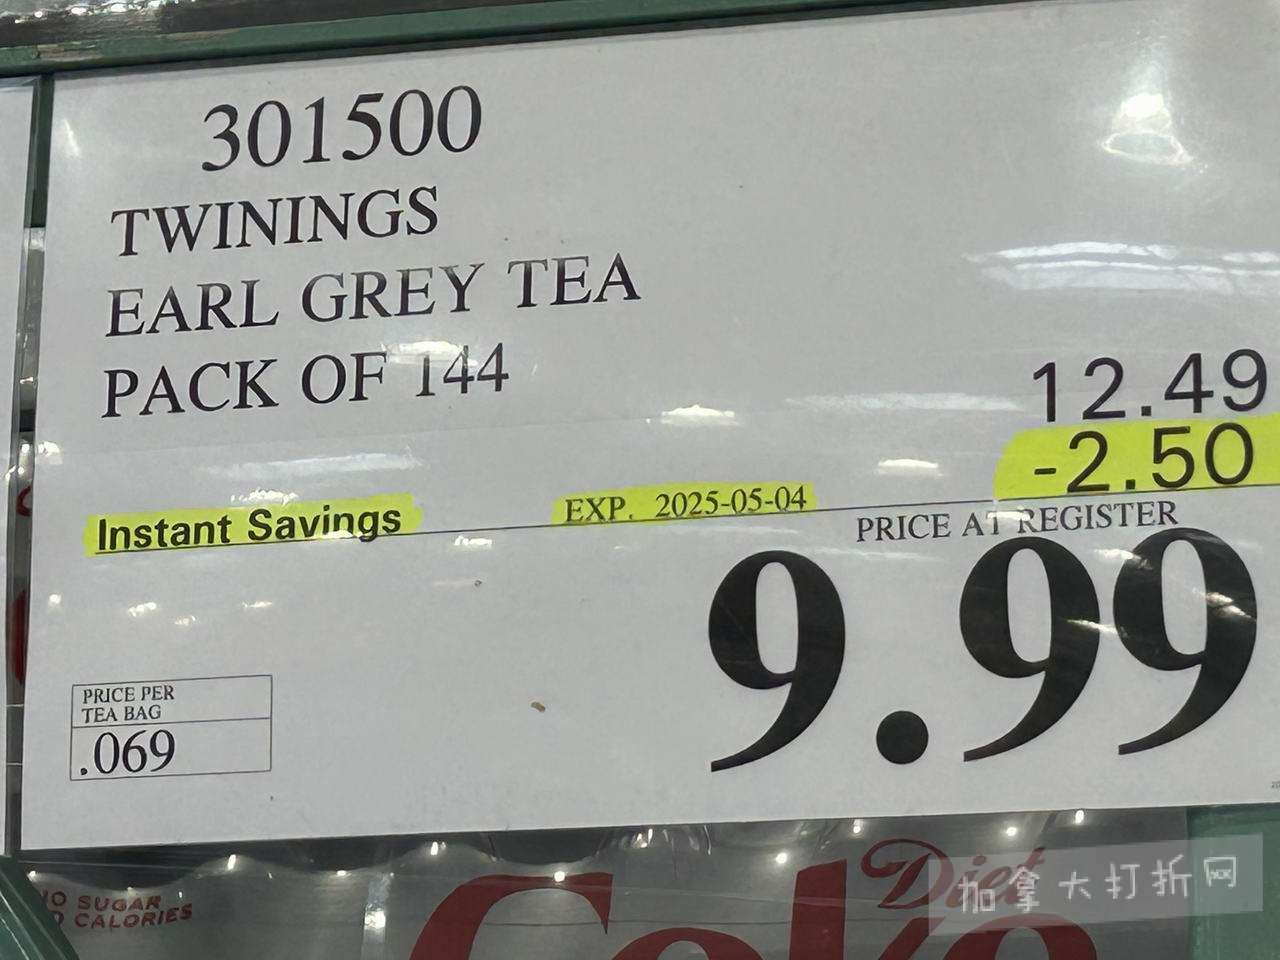 301500
TWININGS
EARL GREY TEA
PACK OF 144
12.49
-2.50
Instant Savings EXP. 2025-05-04
PRICE AT REGISTER
9.99
PRICE PER
TEA BAG
.069
NO SUGAR
CALORIES
Diet
Coke
加拿大打折网